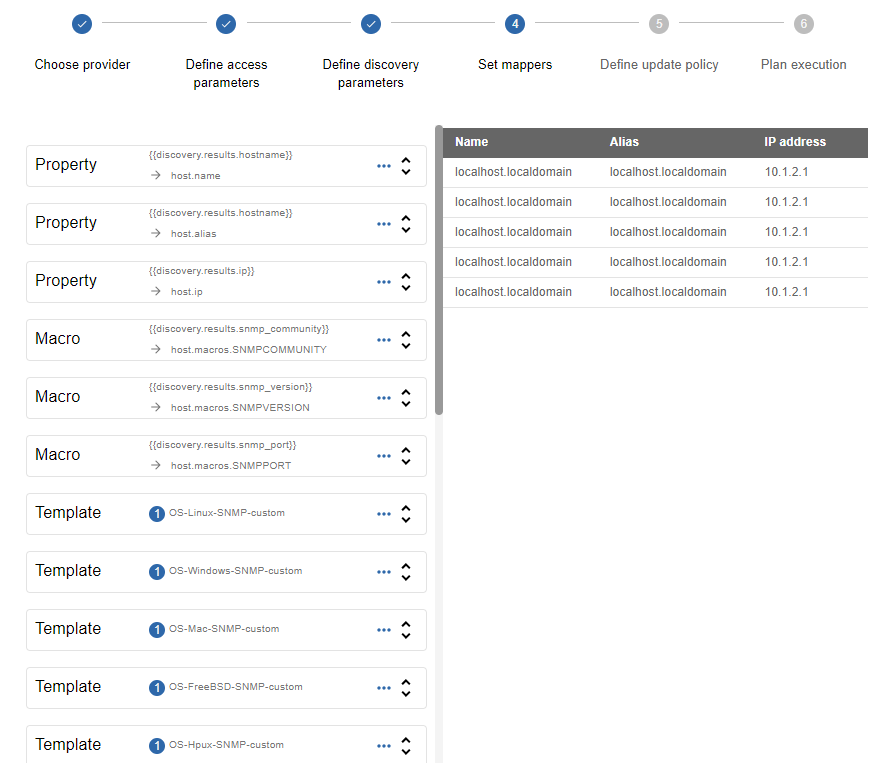 4
5
6
Choose provider
Define access
parameters
Define discovery
parameters
Set mappers
Define update policy
Plan execution
Property
{{discovery.results.hostname}}
→ host.name
Property
{{discovery.results.hostname}}
→ host.alias
Property
{{discovery.results.ip}}
→ host.ip
Macro
{{discovery.results.snmp_community}}
→ host.macros.SNMPCOMMUNITY
Macro
{{discovery.results.snmp_version}}
→ host.macros.SNMPVERSION
Macro
{{discovery.results.snmp_port}}
→ host.macros.SNMPPORT
Template 1 OS-Linux-SNMP-custom
Template 1 OS-Windows-SNMP-custom
Template 1 OS-Mac-SNMP-custom
Template 1 OS-FreeBSD-SNMP-custom
Template 1 OS-Hpux-SNMP-custom
Name Alias IP address
localhost.localdomain localhost.localdomain 10.1.2.1
localhost.localdomain localhost.localdomain 10.1.2.1
localhost.localdomain localhost.localdomain 10.1.2.1
localhost.localdomain localhost.localdomain 10.1.2.1
localhost.localdomain localhost.localdomain 10.1.2.1